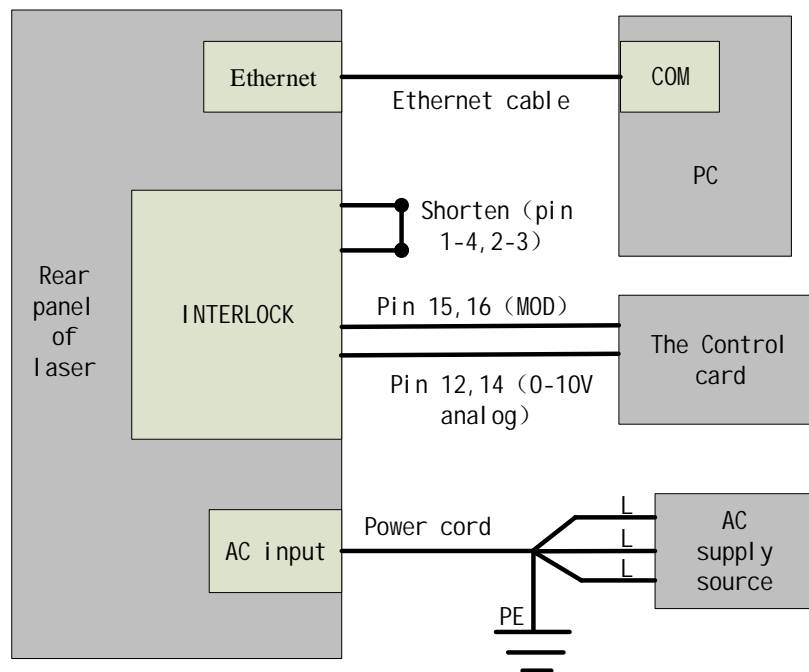 Ethernet
COM
Ethernet cable
PC
Shorten（pin
1-4,2-3）
Rear
panel
of
laser
INTERLOCK
Pin 15,16（MOD）
The Control
card
Pin 12,14（0-10V
analog）
AC input
Power cord
L
L
L
AC
supply
source
PE